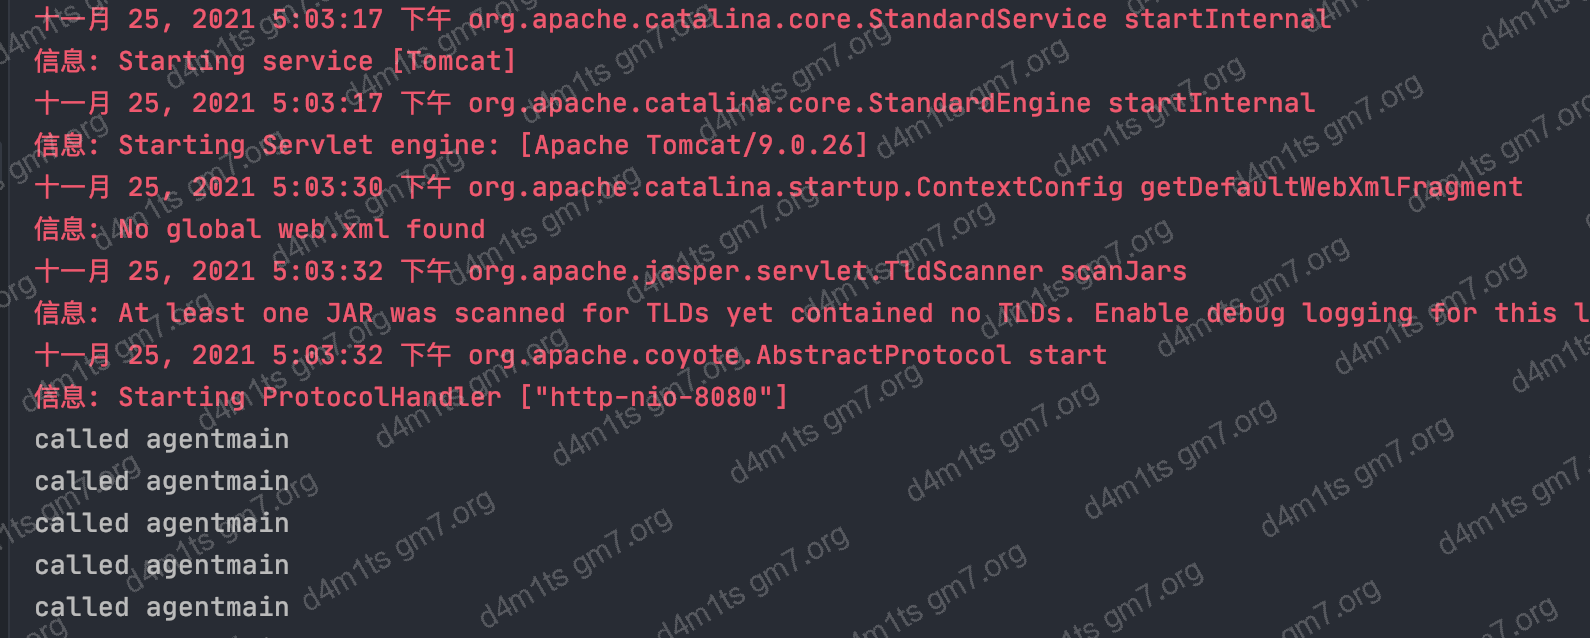 十一月 25, 2021 5:03:17 下午 org.apache.catalina.core.StandardService startInternal
信息: Starting service [Tomcat]
十一月 25, 2021 5:03:17 下午 org.apache.catalina.core.StandardEngine startInternal
信息: Starting Servlet engine: [Apache Tomcat/9.0.26]
十一月 25, 2021 5:03:30 下午 org.apache.catalina.startup.ContextConfig getDefaultWebXmlFragment
信息: No global web.xml found
十一月 25, 2021 5:03:32 下午 org.apache.jasper.servlet.TldScanner scanJars
信息: At least one JAR was scanned for TLDs yet contained no TLDs. Enable debug logging for this l
十一月 25, 2021 5:03:32 下午 org.apache.coyote.AbstractProtocol start
信息: Starting ProtocolHandler ["http-nio-8080"]
called agentmain
called agentmain
called agentmain
called agentmain
called agentmain
d4m1ts gm7.org